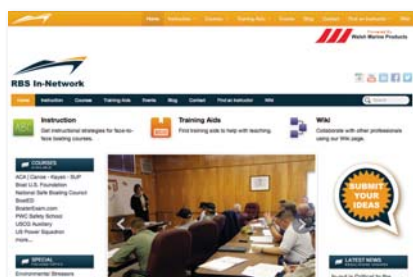 Home Instruction Courses Training Aids Events Blog Contact Find an Instructor Wiki
Walsh Marine Products
RBS In-Network
Home Instruction Courses Training Aids Events Blog Contact Find an Instructor Wiki
Instruction
Get instructional strategies for face-to-face boating courses.
Training Aids
Find training aids to help with teaching.
Wiki
Collaborate with other professionals using our Wiki page.
COURSES
ACA | Canoe - Kayak - SUP
Boat U.S. Foundation
National Safe Boating Council
BoatED
BoaterExam.com
PWC Safety School
USCG Auxiliary
US Power Squadron
more...
SUBMIT
YOUR
IDEAS
SPECIAL
Environmental Stressors
LATEST NEWS